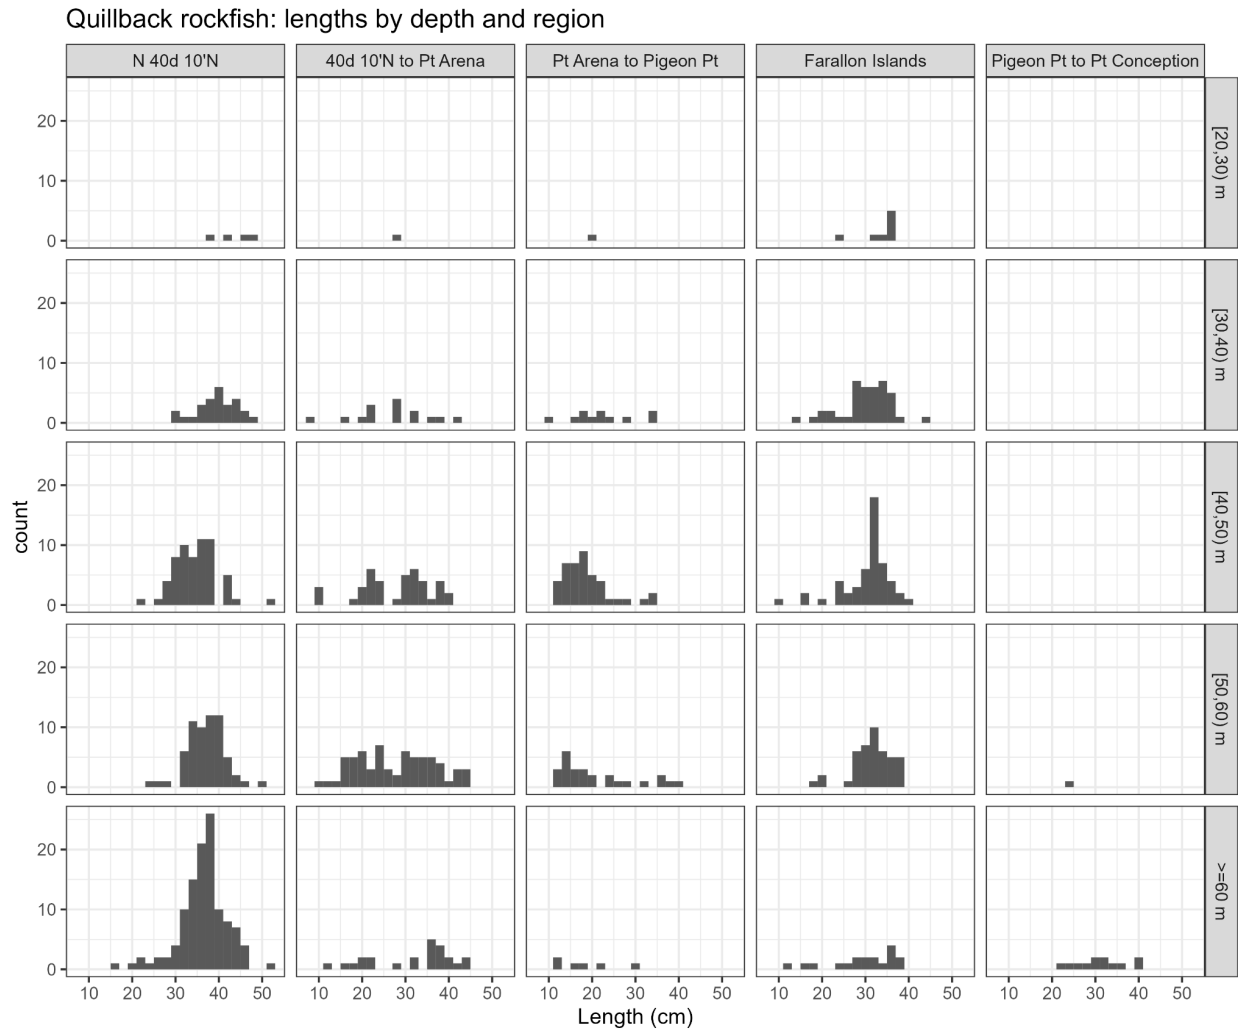 Quillback rockfish: lengths by depth and region
N 40d 10'N
40d 10'N to Pt Arena
Pt Arena to Pigeon Pt
Farallon Islands
Pigeon Pt to Pt Conception
20
10
0
[20,30) m
20
10
0
[30,40) m
20
10
0
[40,50) m
count
20
10
0
[50,60) m
20
10
0
>=60 m
10 20 30 40 50
10 20 30 40 50
10 20 30 40 50
10 20 30 40 50
10 20 30 40 50
Length (cm)